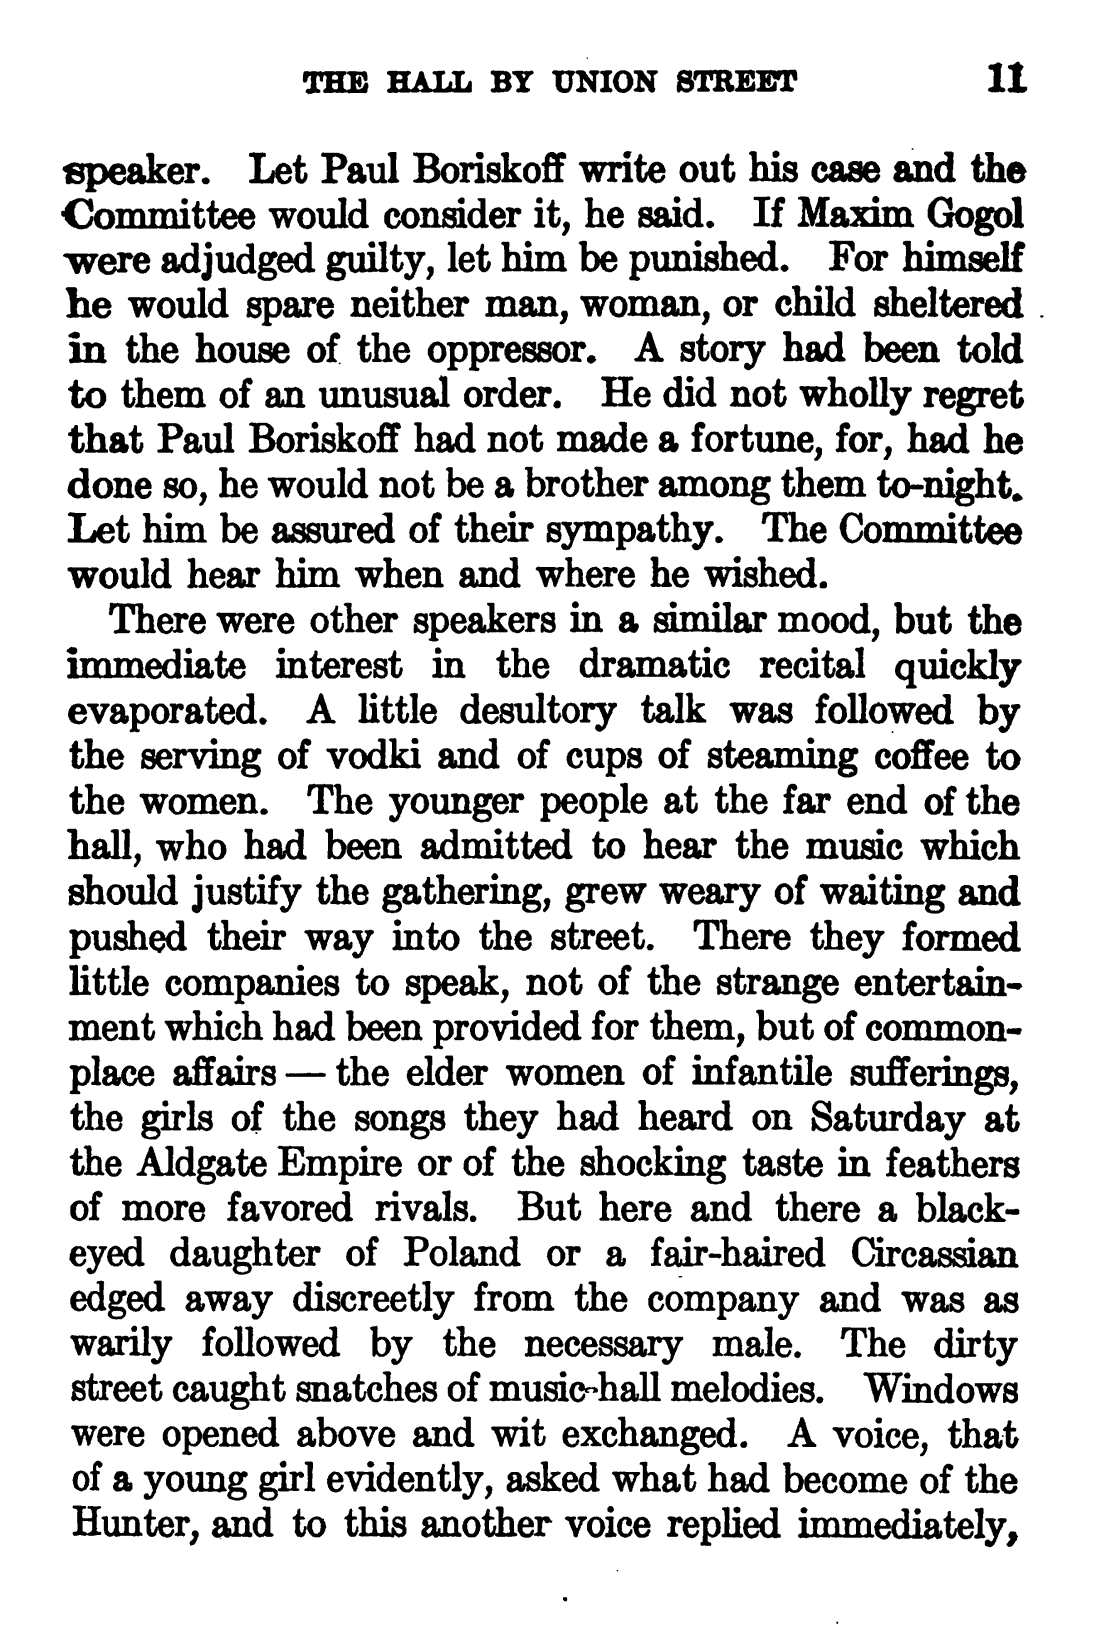 THE HALL BY UNION STREET 11
speaker. Let Paul Boriskoff write out his case and the
Committee would consider it, he said. If Maxim Gogol
were adjudged guilty, let him be punished. For himself
he would spare neither man, woman, or child sheltered
in the house of the oppressor. A story had been told
to them of an unusual order. He did not wholly regret
that Paul Boriskoff had not made a fortune, for, had he
done so, he would not be a brother among them to-night.
Let him be assured of their sympathy. The Committee
would hear him when and where he wished.
There were other speakers in a similar mood, but the
immediate interest in the dramatic recital quickly
evaporated. A little desultory talk was followed by
the serving of vodki and of cups of steaming coffee to
the women. The younger people at the far end of the
hall, who had been admitted to hear the music which
should justify the gathering, grew weary of waiting and
pushed their way into the street. There they formed
little companies to speak, not of the strange entertain-
ment which had been provided for them, but of common-
place affairs — the elder women of infantile sufferings,
the girls of the songs they had heard on Saturday at
the Aldgate Empire or of the shocking taste in feathers
of more favored rivals. But here and there a black-
eyed daughter of Poland or a fair-haired Circassian
edged away discreetly from the company and was as
warily followed by the necessary male. The dirty
street caught snatches of music-hall melodies. Windows
were opened above and wit exchanged. A voice, that
of a young girl evidently, asked what had become of the
Hunter, and to this another voice replied immediately,